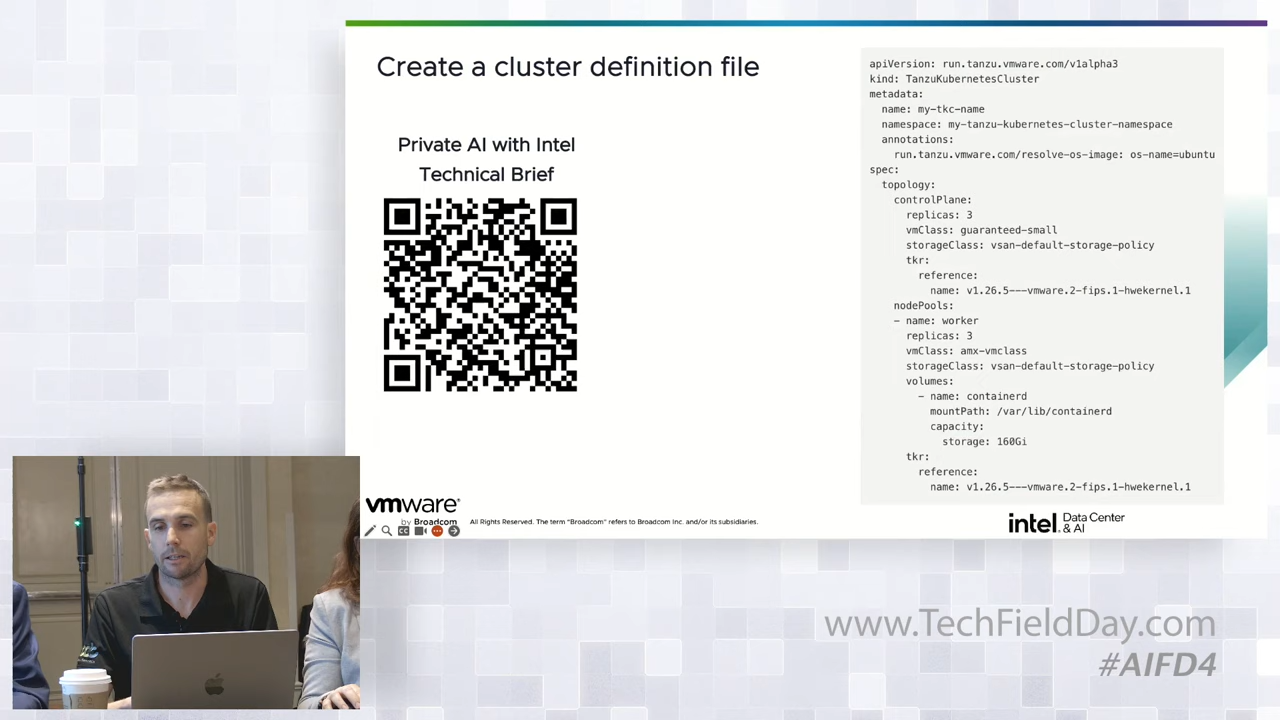 Create a cluster definition file
Private AI with Intel
Technical Brief
apiVersion: run.tanzu.vmware.com/v1alpha3
kind: TanzuKubernetesCluster
metadata:
  name: my-tkc-name
  namespace: my-tanzu-kubernetes-cluster-namespace
  annotations:
    run.tanzu.vmware.com/resolve-os-image: os-name=ubuntu
spec:
  topology:
    controlPlane:
      replicas: 3
      vmClass: guaranteed-small
      storageClass: vsan-default-storage-policy
      tkr:
        reference:
          name: v1.26.5---vmware.2-fips.1-hwekernel.1
    nodePools:
    - name: worker
      replicas: 3
      vmClass: amx-vmclass
      storageClass: vsan-default-storage-policy
      volumes:
        - name: containerd
          mountPath: /var/lib/containerd
          capacity:
            storage: 160Gi
      tkr:
        reference:
          name: v1.26.5---vmware.2-fips.1-hwekernel.1
vmware®
by Broadcom
All Rights Reserved. The term "Broadcom" refers to Broadcom Inc. and/or its subsidiaries.
CC
intel. Data Center
& AI
www.TechFieldDay.com
#AIFD4